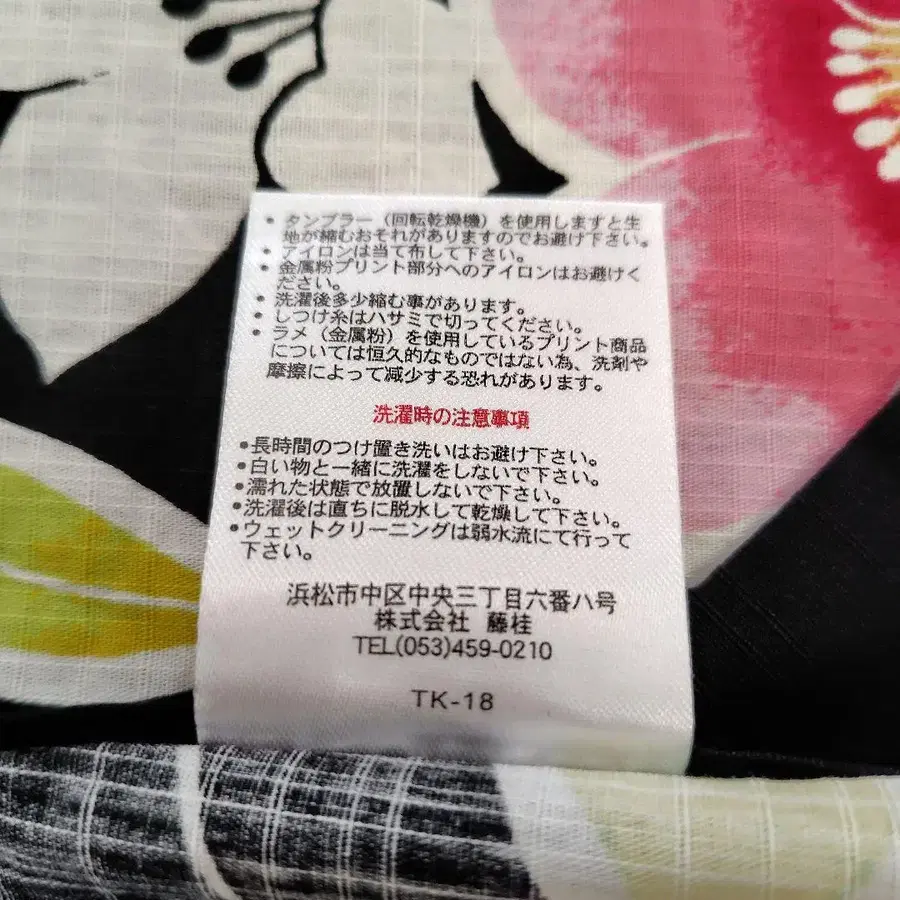 ・タンブラー（回転乾燥機）を使用しますと生
地が縮むおそれがありますのでお避け下さい。
・アイロンは当て布して下さい。
・金属粉プリント部分へのアイロンはお避けく
ださい。
・洗濯後多少縮む事があります。
・しつけ糸はハサミで切ってください。
・ラメ（金属粉）を使用しているプリント商品
については恒久的なものではない為、洗剤や
摩擦によって減少する恐れがあります。
洗濯時の注意事項
・長時間のつけ置き洗いはお避け下さい。
・白い物と一緒に洗濯をしないで下さい。
・濡れた状態で放置しないで下さい。
・洗濯後は直ちに脱水して乾燥して下さい。
・ウェットクリーニングは弱水流にて行って
下さい。
浜松市中区中央三丁目六番ハ号
株式会社 藤桂
TEL(053)459-0210
TK-18